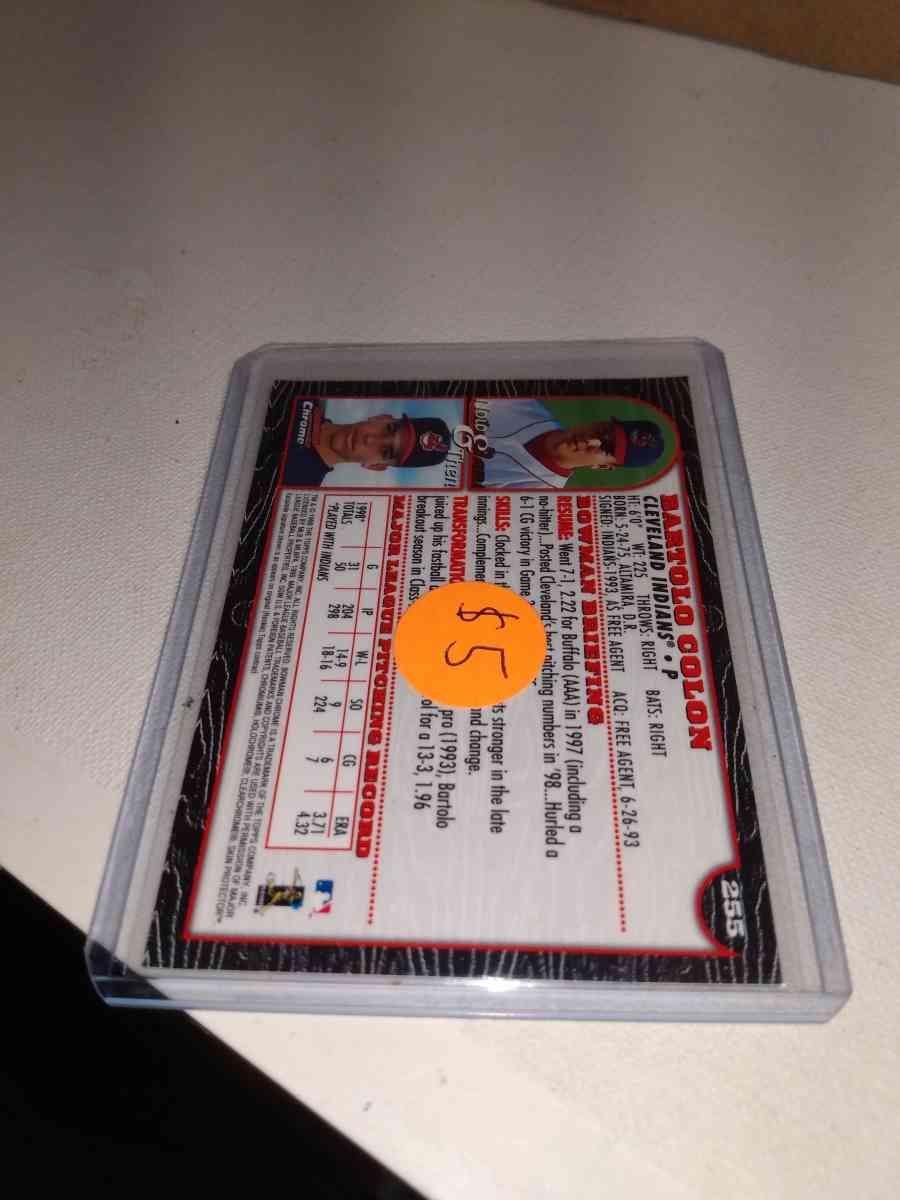 255
BARTOLO COLON
CLEVELAND INDIANS® • P
HT: 6'0" WT: 225 THROWS: RIGHT BATS: RIGHT
BORN: 5-24-75, ALTAMIRA, D.R.
SIGNED: INDIANS-1993, AS FREE AGENT ACQ: FREE AGENT, 6-26-93
BOWMAN BRIEFING
RESUME: Went 7-1, 2.22 for Buffalo (AAA) in 1997 (including a
no-hitter)...Posted Cleveland's best pitching numbers in '98...Hurled a
6-1 CG victory in Game
SKILLS: Clocked in
ts stronger in the late
innings. Complemen
nd change.
pro (1993), Bartolo
juiced up his fastball
breakout season in Class
ol for a 13-3, 1.96
$5
Now &
Then
Chrome
MAJOR LEAGUE PITCHING RECORD
G IP W-L SO CG ERA
1998* 31 204 14-9 9 6 3.71
TOTALS 50 298 18-16 224 7 4.32
*PLAYED WITH INDIANS